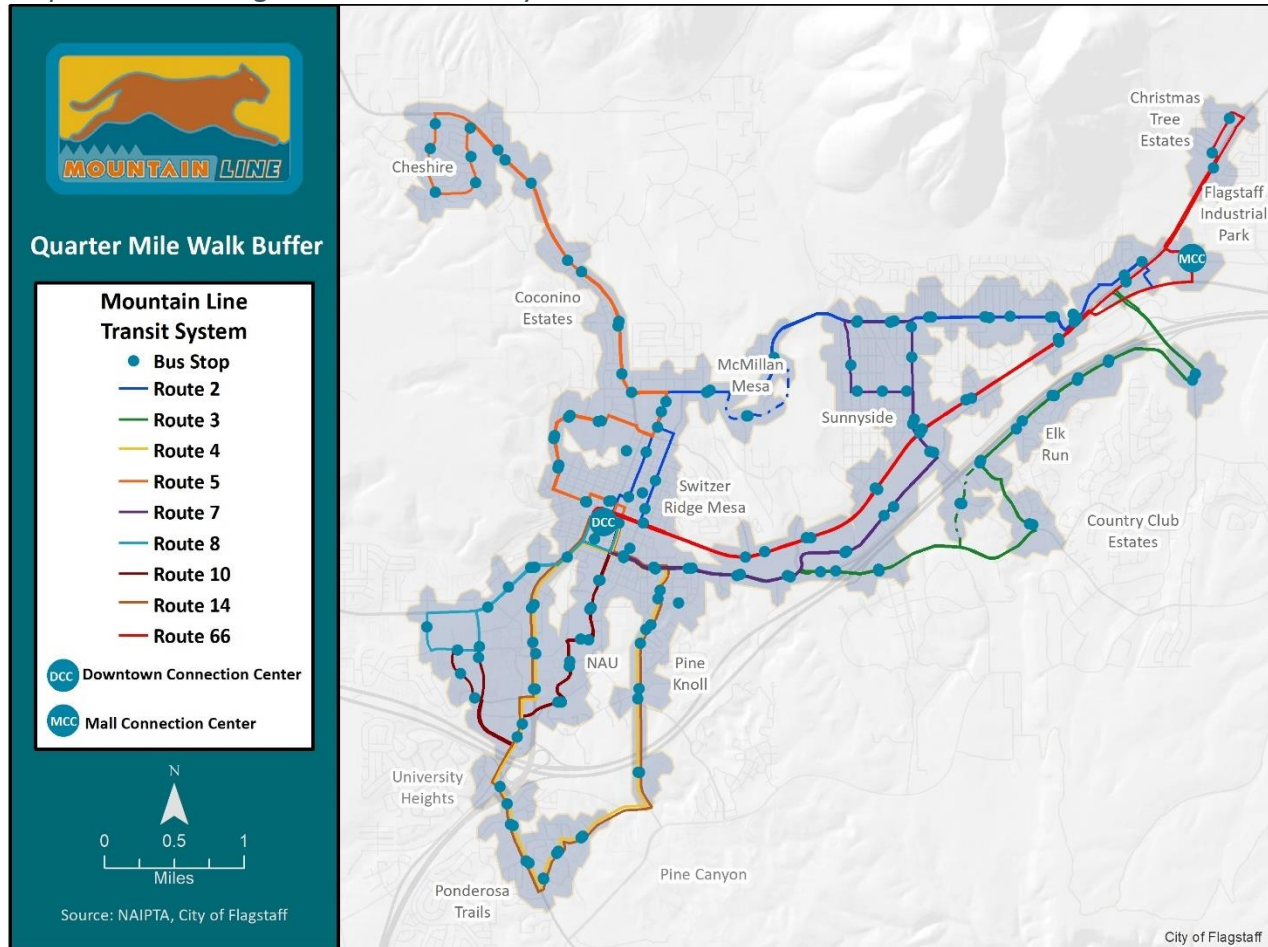 MOUNTAIN LINE
Quarter Mile Walk Buffer
Mountain Line
Transit System
Bus Stop
Route 2
Route 3
Route 4
Route 5
Route 7
Route 8
Route 10
Route 14
Route 66
DCC Downtown Connection Center
MCC Mall Connection Center
N
0 0.5 1
Miles
Source: NAIPTA, City of Flagstaff
Christmas
Tree
Estates
Cheshire
Flagstaff
Industrial
Park
MCC
Coconino
Estates
McMillan
Mesa
Sunnyside
Elk
Run
Switzer
Ridge Mesa
DCC
Country Club
Estates
NAU
Pine
Knoll
University
Heights
Pine Canyon
Ponderosa
Trails
City of Flagstaff